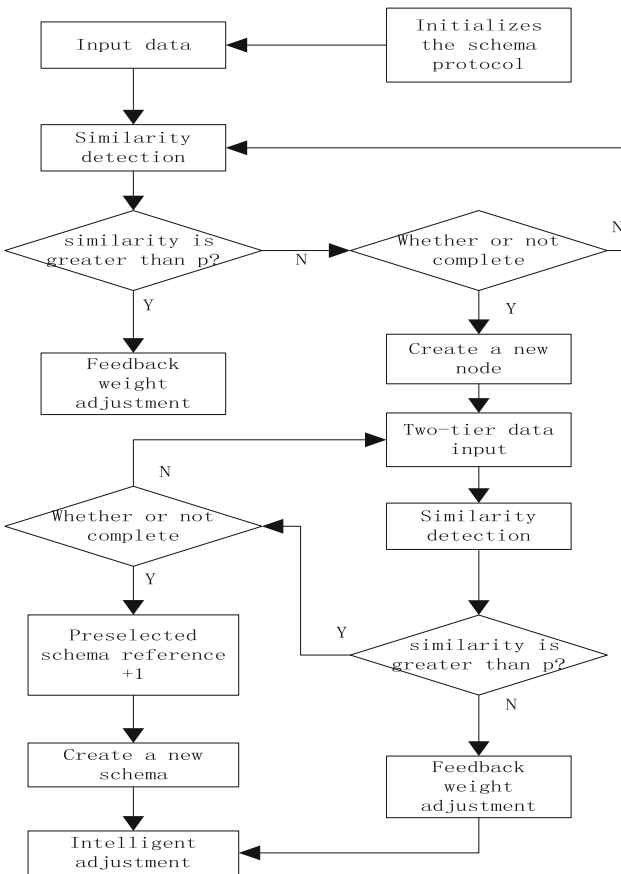 Input data
Initializes
the schema
protocol
Similarity
detection
similarity is
greater than p?
N
Whether or not
complete
N
Y
Y
Feedback
weight
adjustment
Create a new
node
Two-tier data
input
N
Whether or not
complete
Similarity
detection
Y
Preselected
schema reference
+1
Y
similarity is
greater than p?
N
Create a new
schema
Feedback
weight
adjustment
Intelligent
adjustment